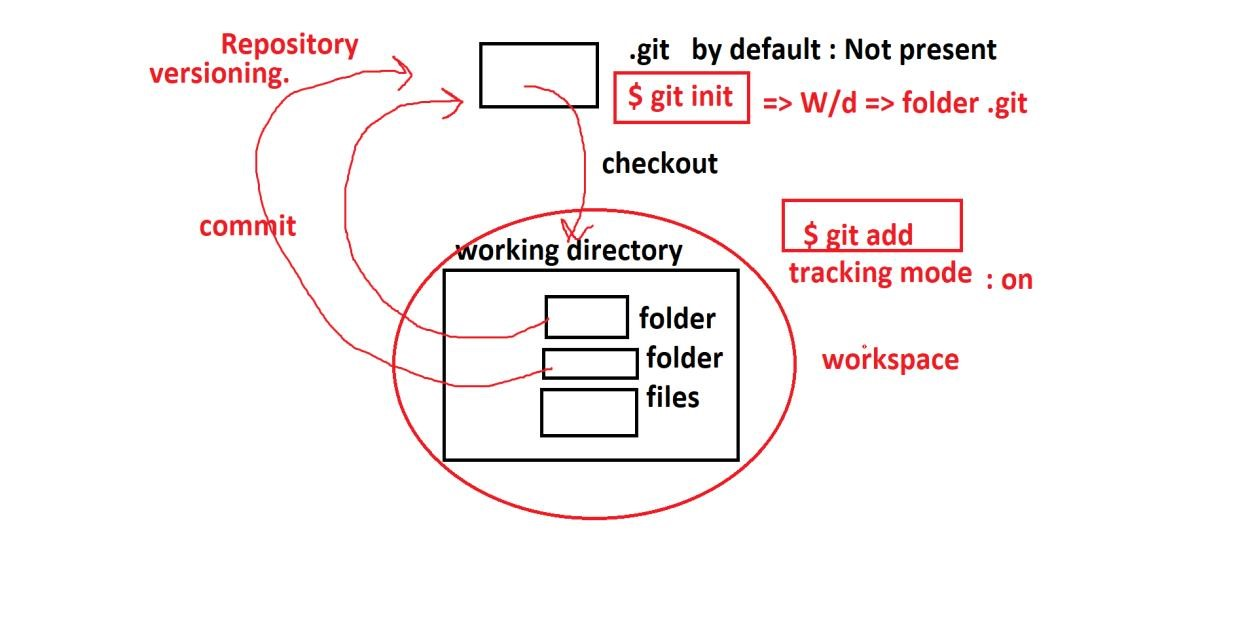 Repository
versioning.
.git by default : Not present
$ git init => W/d => folder .git
checkout
commit
working directory
$ git add
tracking mode : on
folder
folder
files
workspace